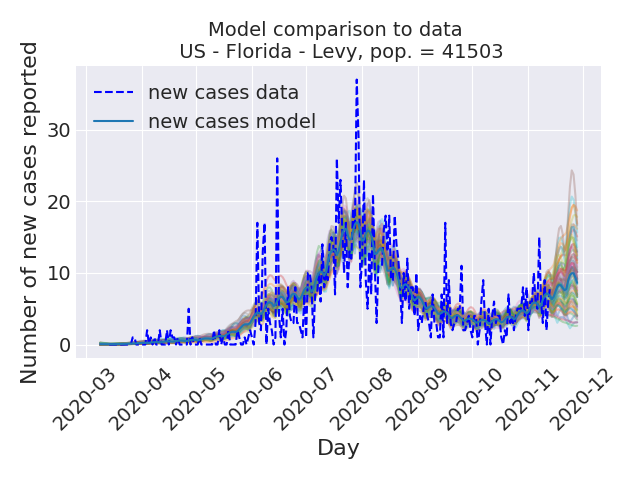 Model comparison to data
US - Florida - Levy, pop. = 41503
Number of new cases reported
new cases data
new cases model
30
20
10
0
2020-03
2020-04
2020-05
2020-06
2020-07
2020-08
2020-09
2020-10
2020-11
2020-12
Day